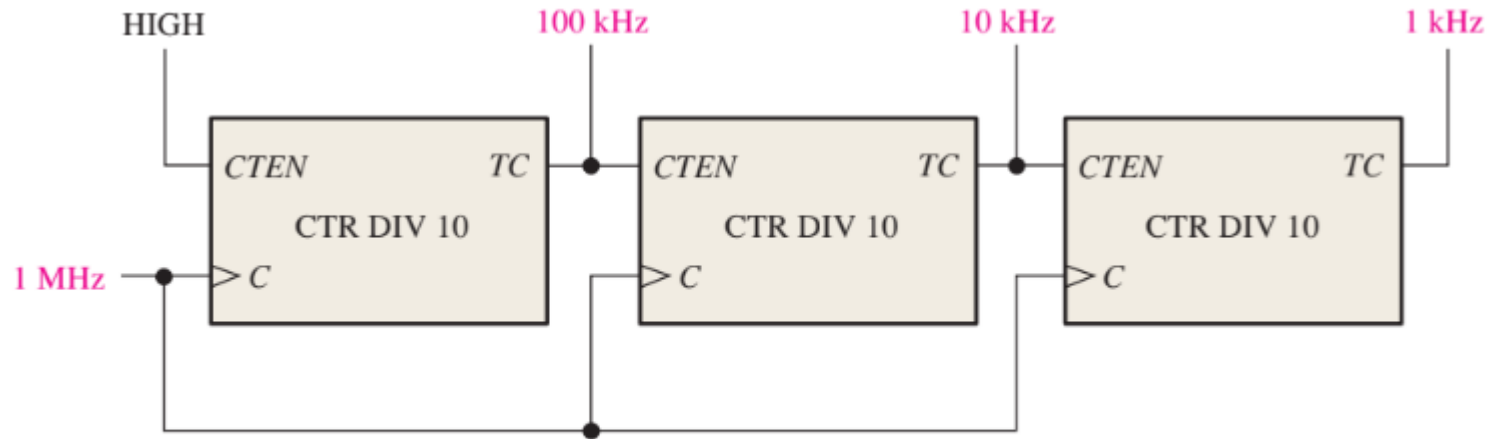 HIGH
100 kHz
10 kHz
1 kHz
CTEN TC
CTEN TC
CTEN TC
CTR DIV 10
CTR DIV 10
CTR DIV 10
1 MHz
C
C
C